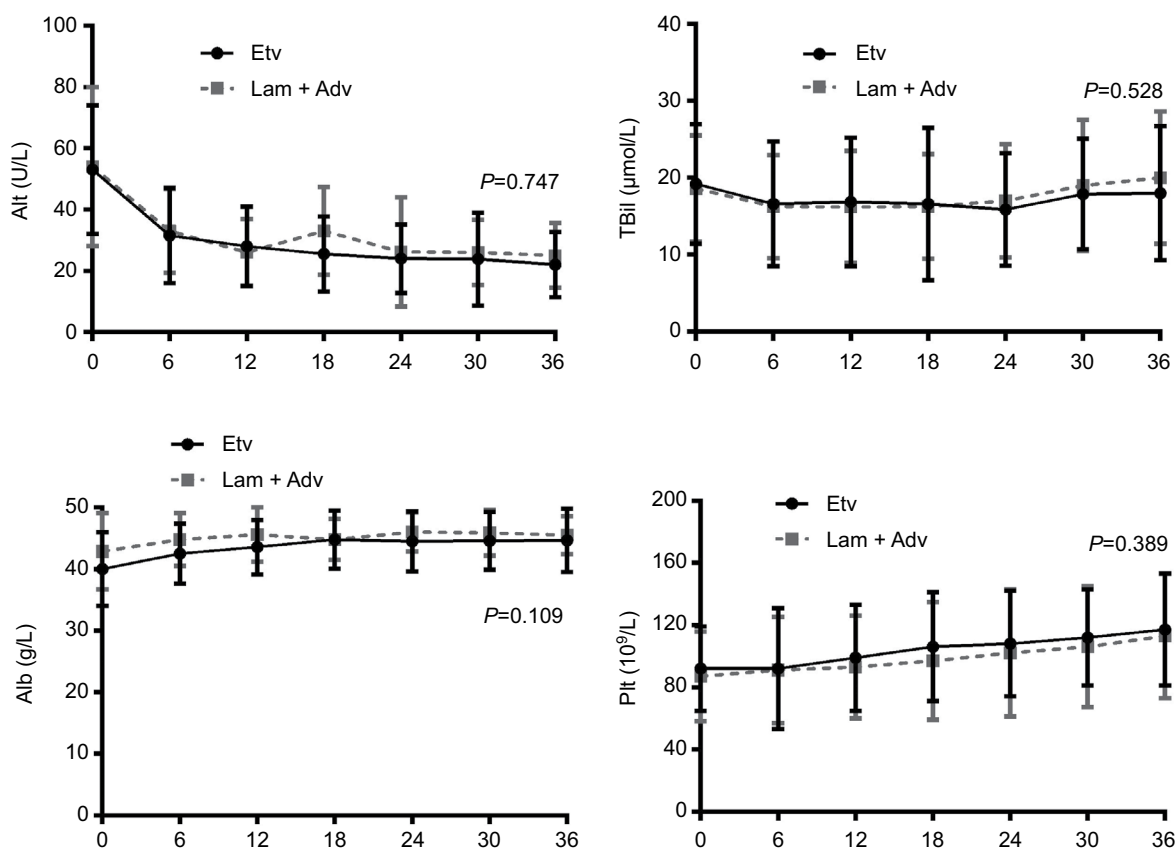 Etv
Lam + Adv
Alt (U/L)
100
80
60
40
20
0
P=0.747
0 6 12 18 24 30 36
Etv
Lam + Adv
TBil (μmol/L)
40
30
20
10
0
P=0.528
0 6 12 18 24 30 36
Etv
Lam + Adv
Alb (g/L)
50
40
30
20
10
0
P=0.109
0 6 12 18 24 30 36
Etv
Lam + Adv
Plt (10⁹/L)
200
160
120
80
40
0
P=0.389
0 6 12 18 24 30 36